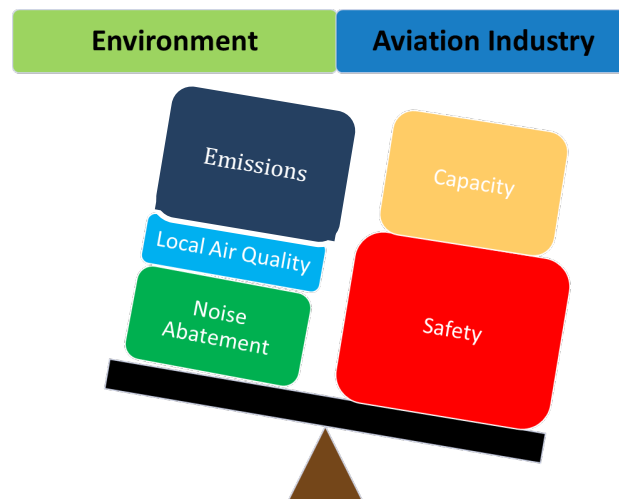 Environment
Aviation Industry
Emissions
Local Air Quality
Noise
Abatement
Capacity
Safety